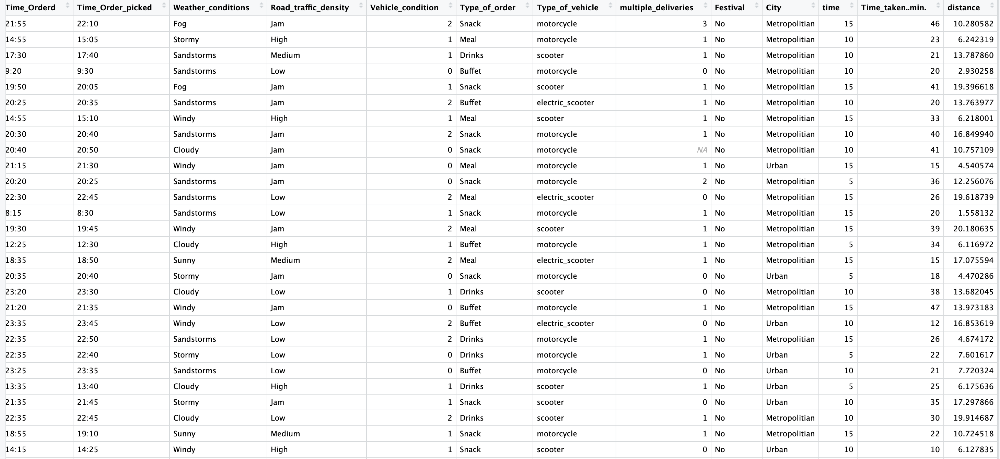 Time_Orderd Time_Order_picked Weather_conditions Road_traffic_density Vehicle_condition Type_of_order Type_of_vehicle multiple_deliveries Festival City time Time_taken..min. distance
21:55 22:10 Fog Jam 2 Snack motorcycle 3 No Metropolitian 15 46 10.280582
14:55 15:05 Stormy High 1 Meal motorcycle 1 No Metropolitian 10 23 6.242319
17:30 17:40 Sandstorms Medium 1 Drinks scooter 1 No Metropolitian 10 21 13.787860
9:20 9:30 Sandstorms Low 0 Buffet motorcycle 0 No Metropolitian 10 20 2.930258
19:50 20:05 Fog Jam 1 Snack scooter 1 No Metropolitian 15 41 19.396618
20:25 20:35 Sandstorms Jam 2 Buffet electric_scooter 1 No Metropolitian 10 20 13.763977
14:55 15:10 Windy High 1 Meal scooter 1 No Metropolitian 15 33 6.218001
20:30 20:40 Sandstorms Jam 2 Snack motorcycle 1 No Metropolitian 10 40 16.849940
20:40 20:50 Cloudy Jam 0 Snack motorcycle NA No Metropolitian 10 41 10.757109
21:15 21:30 Windy Jam 0 Meal motorcycle 1 No Urban 15 15 4.540574
20:20 20:25 Sandstorms Jam 0 Snack motorcycle 2 No Metropolitian 5 36 12.256076
22:30 22:45 Sandstorms Low 2 Meal electric_scooter 0 No Metropolitian 15 26 19.618739
8:15 8:30 Sandstorms Low 1 Snack motorcycle 1 No Metropolitian 15 20 1.558132
19:30 19:45 Windy Jam 2 Meal scooter 1 No Metropolitian 15 39 20.180635
12:25 12:30 Cloudy High 1 Buffet motorcycle 1 No Metropolitian 5 34 6.116972
18:35 18:50 Sunny Medium 2 Meal electric_scooter 1 No Metropolitian 15 15 17.075594
20:35 20:40 Stormy Jam 0 Snack motorcycle 0 No Urban 5 18 4.470286
23:20 23:30 Cloudy Low 1 Drinks scooter 0 No Metropolitian 10 38 13.682045
21:20 21:35 Windy Jam 0 Buffet motorcycle 1 No Metropolitian 15 47 13.973183
23:35 23:45 Windy Low 2 Buffet electric_scooter 0 No Urban 10 12 16.853619
22:35 22:50 Sandstorms Low 2 Drinks motorcycle 1 No Metropolitian 15 26 4.674172
22:35 22:40 Stormy Low 0 Drinks motorcycle 1 No Urban 5 22 7.601617
23:25 23:35 Sandstorms Low 0 Buffet motorcycle 0 No Urban 10 21 7.720324
13:35 13:40 Cloudy High 1 Drinks scooter 1 No Urban 5 25 6.175636
21:35 21:45 Stormy Jam 1 Snack scooter 0 No Urban 10 35 17.297866
22:35 22:45 Cloudy Low 2 Drinks scooter 1 No Metropolitian 10 30 19.914687
18:55 19:10 Sunny Medium 1 Snack motorcycle 1 No Metropolitian 15 22 10.724518
14:15 14:25 Windy High 1 Snack scooter 0 No Urban 10 10 6.127835